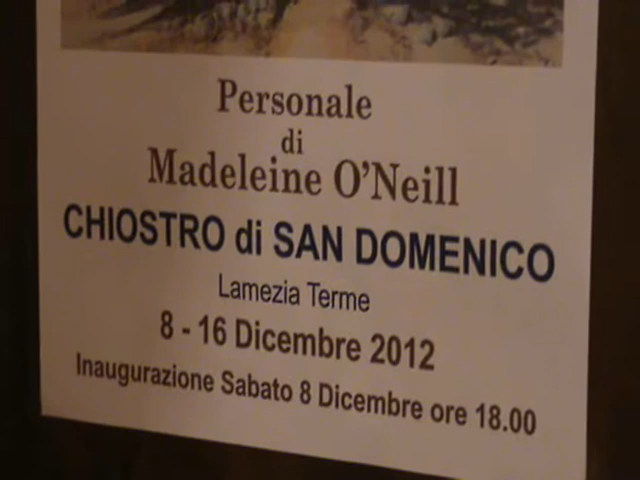 Personale
di
Madeleine O'Neill
CHIOSTRO di SAN DOMENICO
Lamezia Terme
8 - 16 Dicembre 2012
Inaugurazione Sabato 8 Dicembre ore 18.00